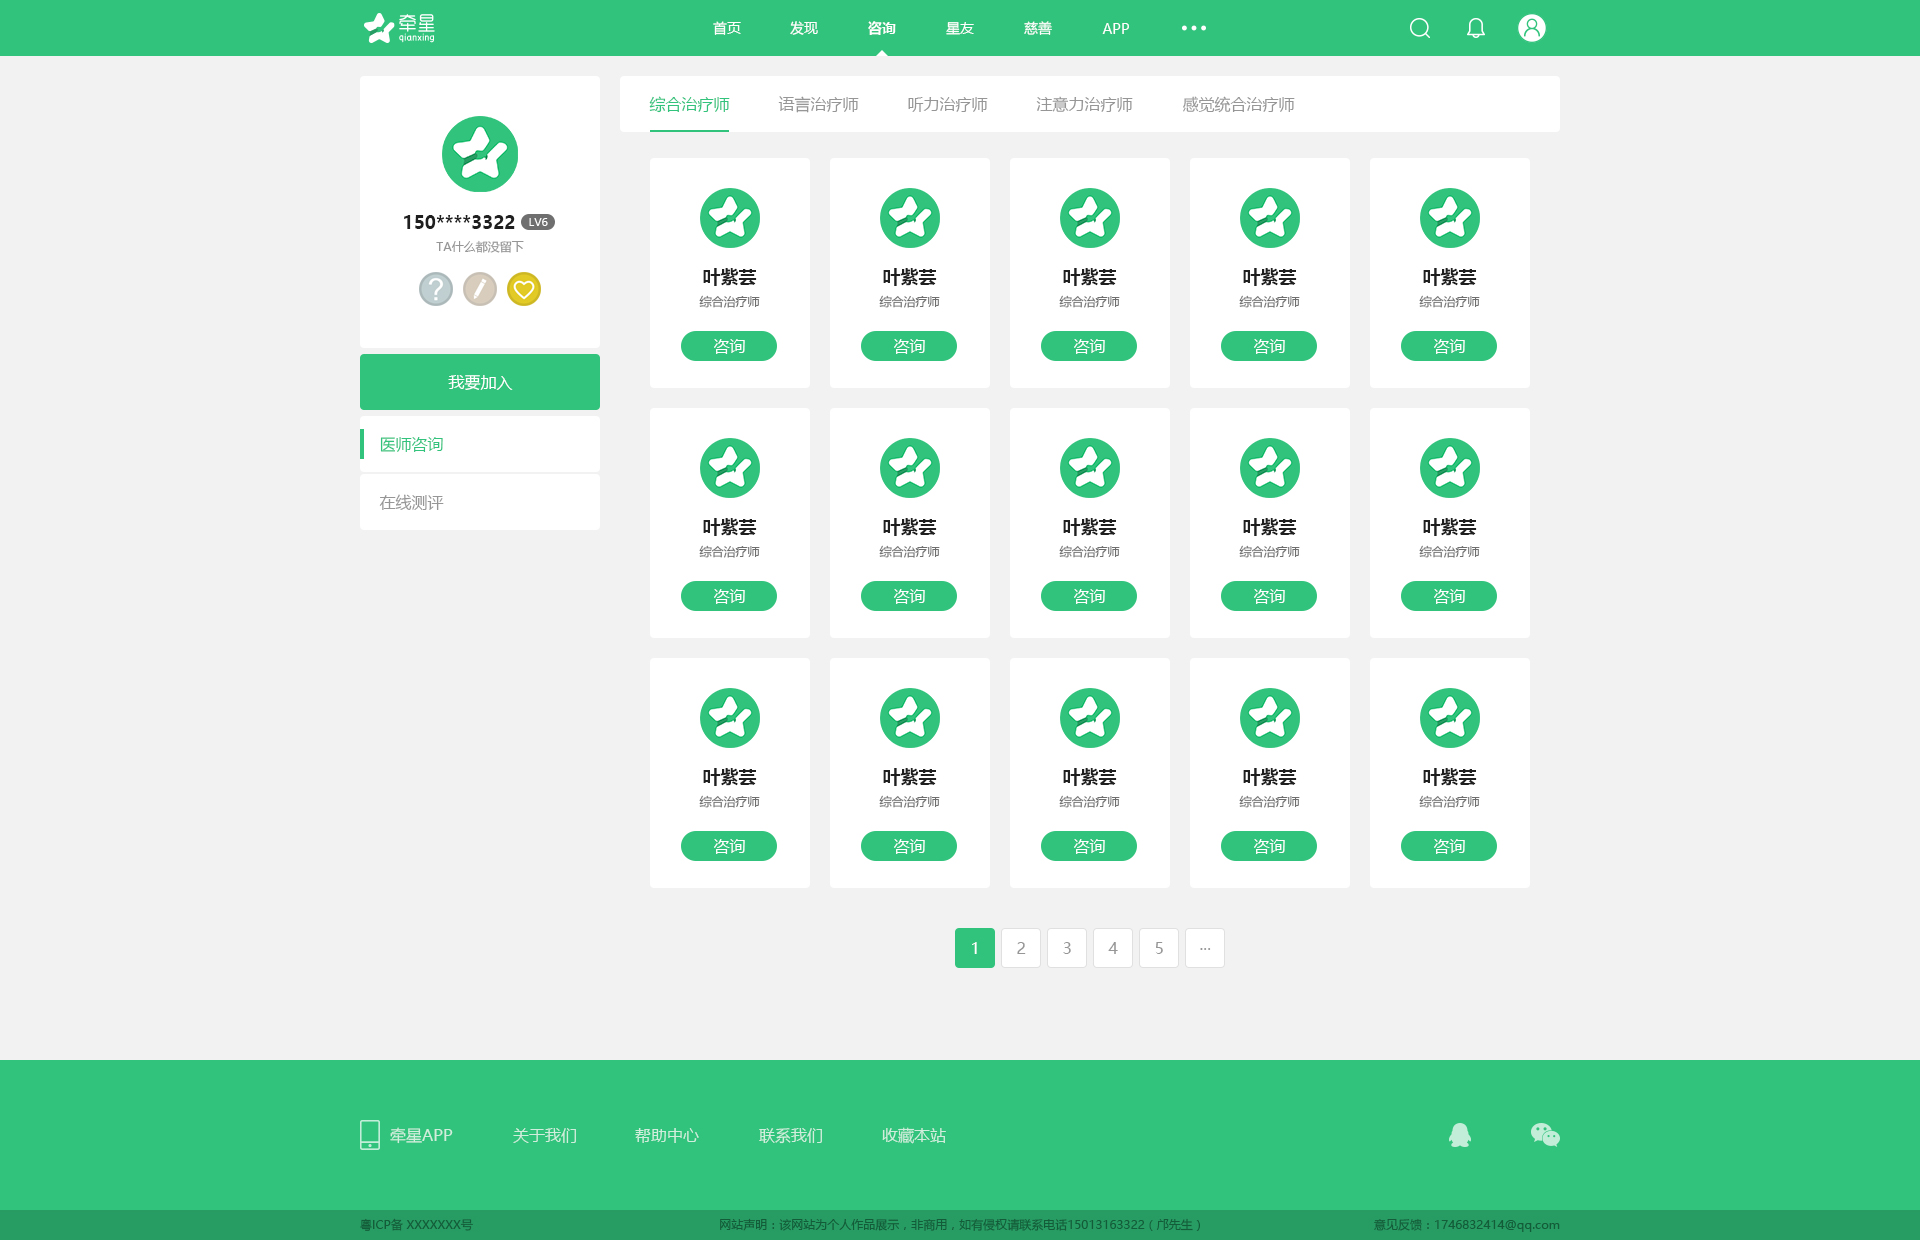 牵星
qianxing
首页 发现 咨询 星友 慈善 APP
综合治疗师 语言治疗师 听力治疗师 注意力治疗师 感觉统合治疗师
150****3322 LV6
TA什么都没留下
我要加入
医师咨询
在线测评
叶紫芸 叶紫芸 叶紫芸 叶紫芸 叶紫芸
综合治疗师 综合治疗师 综合治疗师 综合治疗师 综合治疗师
咨询 咨询 咨询 咨询 咨询
叶紫芸 叶紫芸 叶紫芸 叶紫芸 叶紫芸
综合治疗师 综合治疗师 综合治疗师 综合治疗师 综合治疗师
咨询 咨询 咨询 咨询 咨询
叶紫芸 叶紫芸 叶紫芸 叶紫芸 叶紫芸
综合治疗师 综合治疗师 综合治疗师 综合治疗师 综合治疗师
咨询 咨询 咨询 咨询 咨询
1 2 3 4 5 ···
牵星APP 关于我们 帮助中心 联系我们 收藏本站
粤ICP备 XXXXXXX号 网站声明：该网站为个人作品展示，非商用，如有侵权请联系电话15013163322（邝先生） 意见反馈：1746832414@qq.com